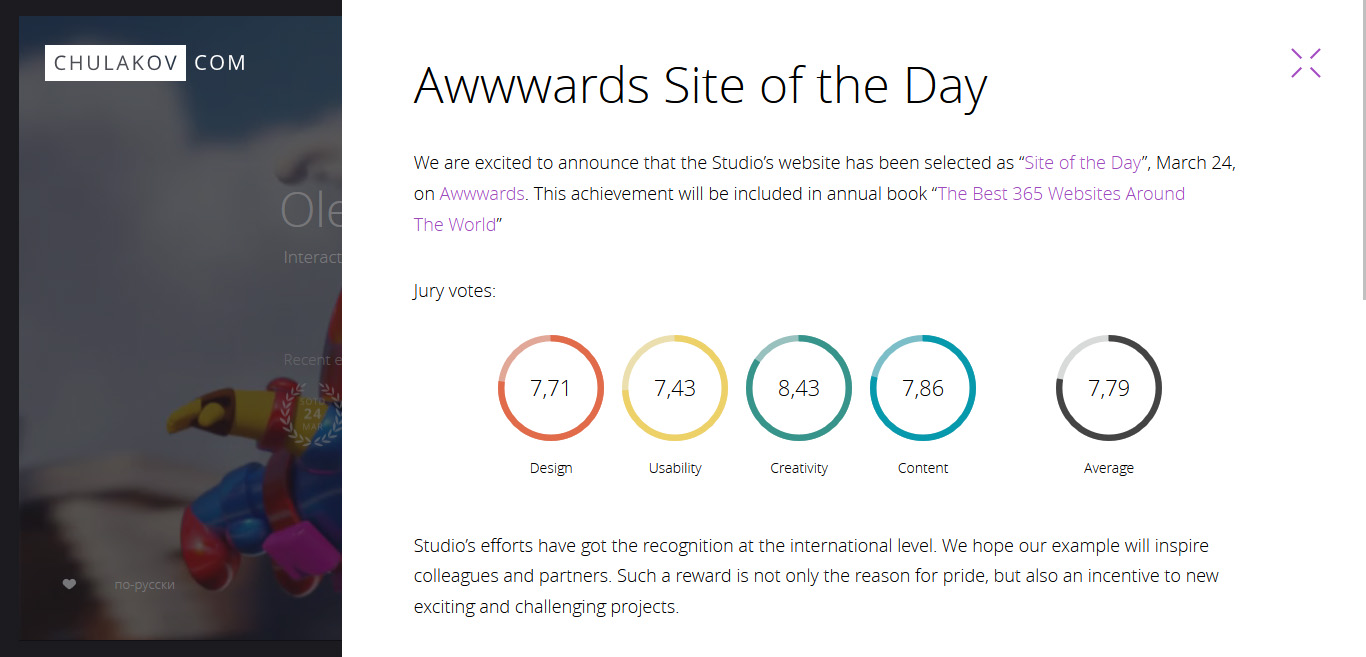 CHULAKOV COM
Ole
Interact
Recent e
SOTD
24
MAR
по-русски
Awwwards Site of the Day
We are excited to announce that the Studio’s website has been selected as “Site of the Day”, March 24,
on Awwwards. This achievement will be included in annual book “The Best 365 Websites Around
The World”
Jury votes:
7,71 7,43 8,43 7,86 7,79
Design Usability Creativity Content Average
Studio’s efforts have got the recognition at the international level. We hope our example will inspire
colleagues and partners. Such a reward is not only the reason for pride, but also an incentive to new
exciting and challenging projects.